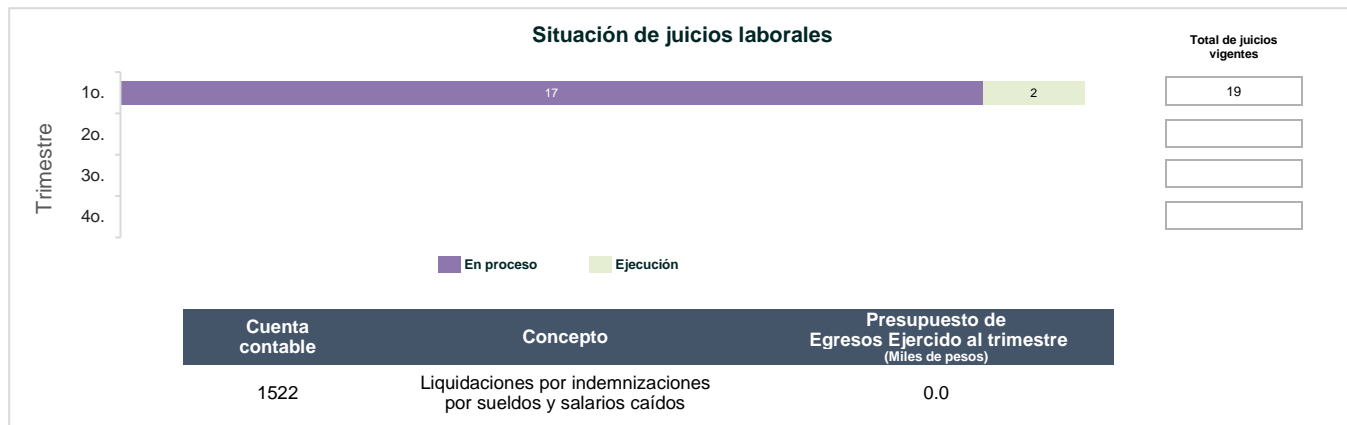 Situación de juicios laborales
Total de juicios
vigentes
Trimestre
1o.
17
2
19
2o.
3o.
4o.
En proceso
Ejecución
Cuenta
contable
Concepto
Presupuesto de
Egresos Ejercido al trimestre
(Miles de pesos)
1522
Liquidaciones por indemnizaciones
por sueldos y salarios caídos
0.0